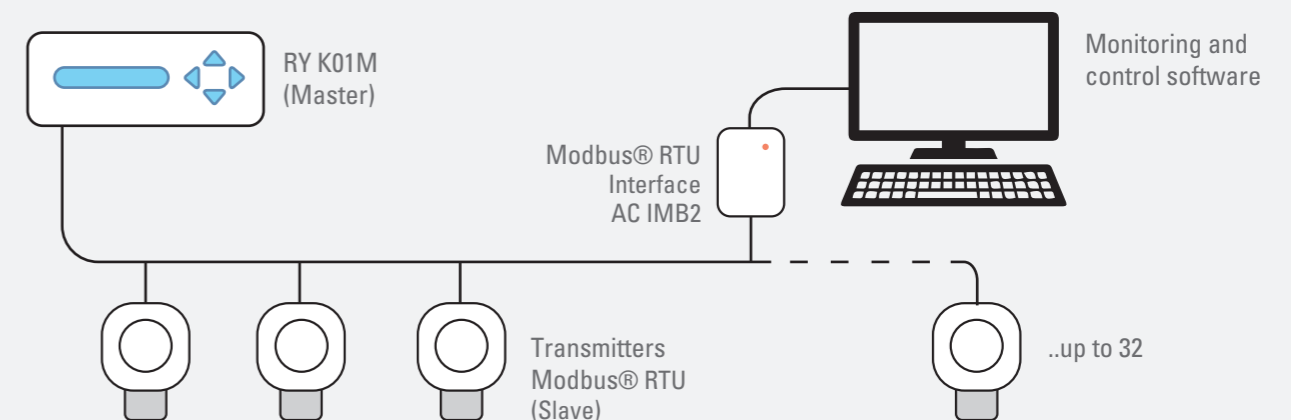 RY K01M
(Master)
Monitoring and
control software
Modbus® RTU
Interface
AC IMB2
Transmitters
Modbus® RTU
(Slave)
..up to 32